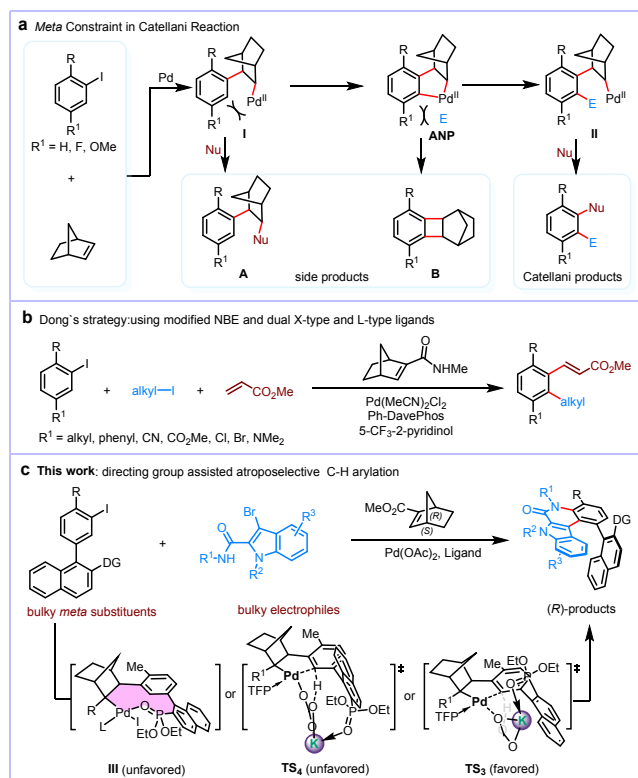 a Meta Constraint in Catellani Reaction
R
I
R¹
R¹ = H, F, OMe
+
Pd
R
Pd^II
R¹
I
R
Pd^II
R¹
E
ANP
R
Pd^II
E
R¹
II
Nu
Nu
R
Nu
R¹
A
side products
R
R¹
B
R
Nu
E
R¹
Catellani products
b Dong`s strategy:using modified NBE and dual X-type and L-type ligands
R
I
R¹
+
alkyl—I
+
CO₂Me
O
NHMe
Pd(MeCN)₂Cl₂
Ph-DavePhos
5-CF₃-2-pyridinol
R
CO₂Me
alkyl
R¹
R¹ = alkyl, phenyl, CN, CO₂Me, Cl, Br, NMe₂
c This work: directing group assisted atroposelective C-H arylation
R
I
DG
bulky meta substituents
+
Br
R³
O
R¹-NH
N
R²
bulky electrophiles
MeO₂C
(R)
(S)
Pd(OAc)₂, Ligand
R¹
N
R
O
R²
N
DG
R³
(R)-products
Me
R
Pd
O
P
L
L
EtO
OEt
III (unfavored)
or
Me
R¹
Pd
TFP
H
O
O
O
O
P
OEt
OEt
K
‡
TS₄ (unfavored)
or
Me
EtO
OEt
P
O
R¹
Pd
TFP
H
O
O
O
K
‡
TS₃ (favored)